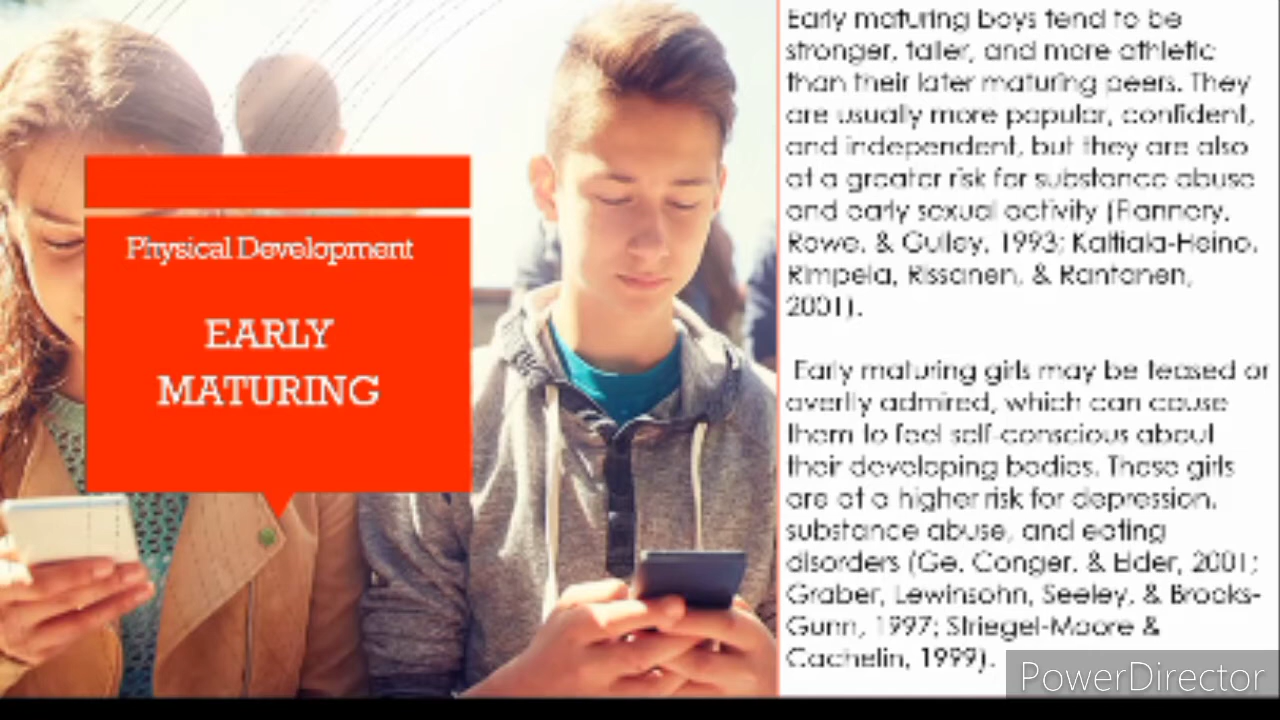 Physical Development
EARLY
MATURING
Early maturing boys tend to be
stronger, taller, and more athletic
than their later maturing peers. They
are usually more popular, confident,
and independent, but they are also
at a greater risk for substance abuse
and early sexual activity (Flannery,
Rowe, & Gulley, 1993; Kaltiala-Heino,
Rimpela, Rissanen, & Rantanen,
2001).
Early maturing girls may be teased or
overtly admired, which can cause
them to feel self-conscious about
their developing bodies. These girls
are at a higher risk for depression,
substance abuse, and eating
disorders (Ge, Conger, & Elder, 2001;
Graber, Lewinsohn, Seeley, & Brooks-
Gunn, 1997; Striegel-Moore &
Cachelin, 1999).
PowerDirector